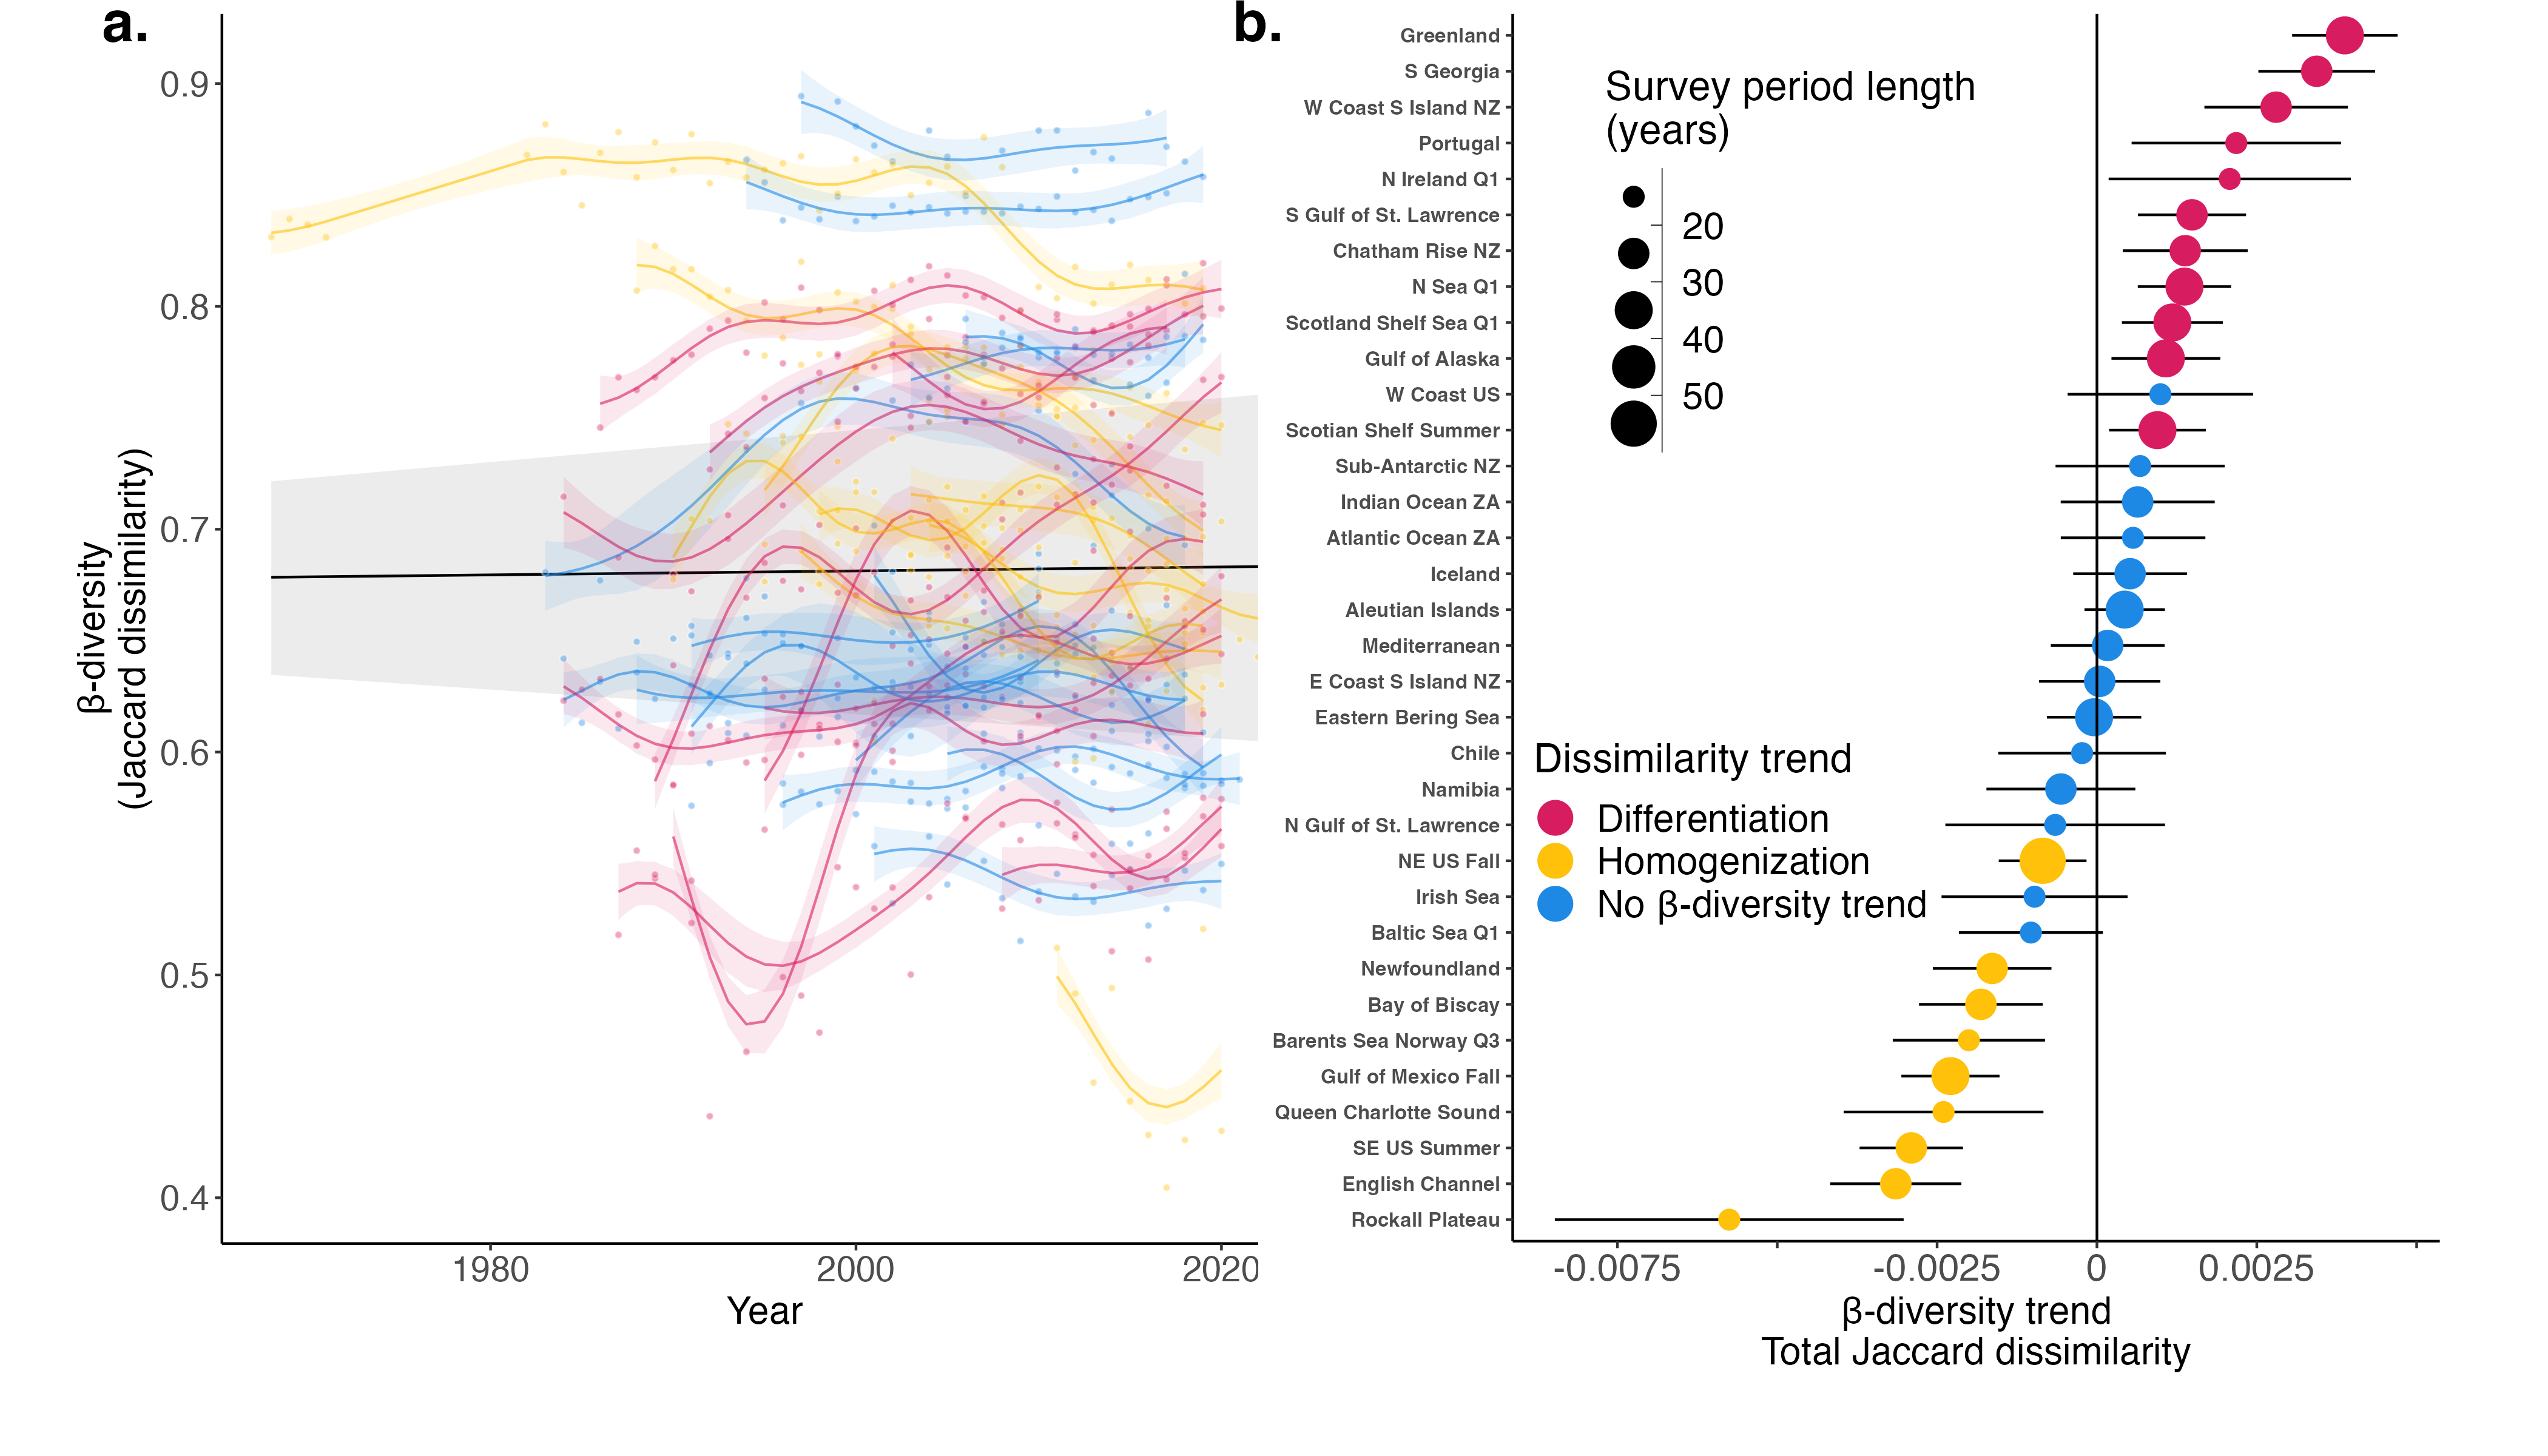 a.
0.9
0.8
0.7
0.6
0.5
0.4
β-diversity
(Jaccard dissimilarity)
1980
2000
2020
Year
b.
Greenland
S Georgia
W Coast S Island NZ
Portugal
N Ireland Q1
S Gulf of St. Lawrence
Chatham Rise NZ
N Sea Q1
Scotland Shelf Sea Q1
Gulf of Alaska
W Coast US
Scotian Shelf Summer
Sub-Antarctic NZ
Indian Ocean ZA
Atlantic Ocean ZA
Iceland
Aleutian Islands
Mediterranean
E Coast S Island NZ
Eastern Bering Sea
Chile
Namibia
N Gulf of St. Lawrence
NE US Fall
Irish Sea
Baltic Sea Q1
Newfoundland
Bay of Biscay
Barents Sea Norway Q3
Gulf of Mexico Fall
Queen Charlotte Sound
SE US Summer
English Channel
Rockall Plateau
Survey period length
(years)
20
30
40
50
Dissimilarity trend
Differentiation
Homogenization
No β-diversity trend
-0.0075
-0.0025
0
0.0025
β-diversity trend
Total Jaccard dissimilarity